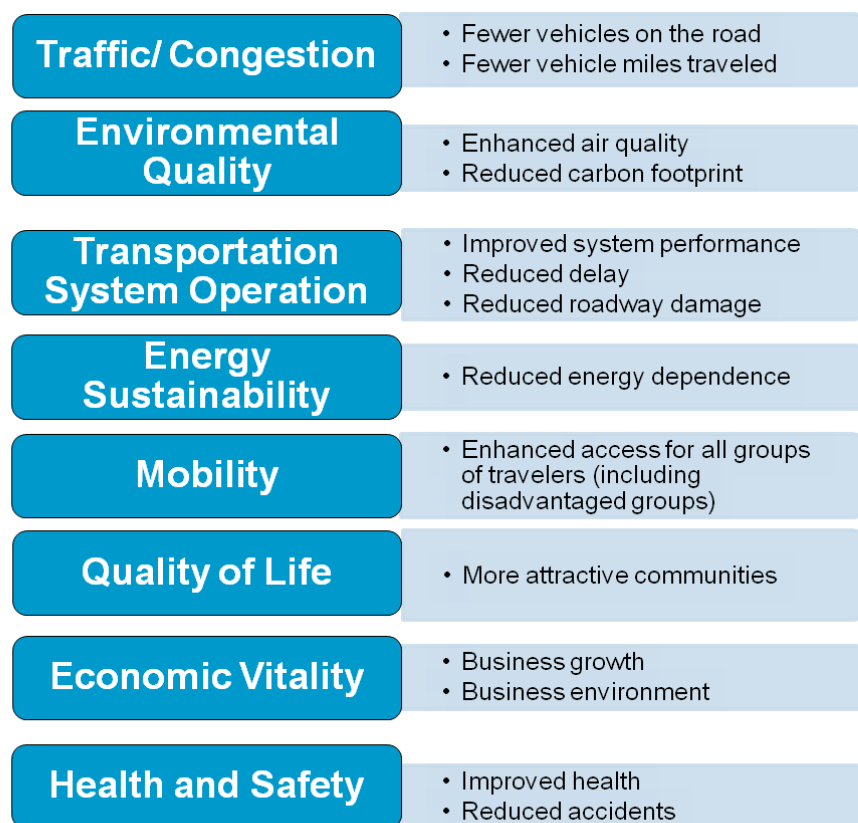 Traffic/ Congestion
• Fewer vehicles on the road
• Fewer vehicle miles traveled
Environmental
Quality
• Enhanced air quality
• Reduced carbon footprint
Transportation
System Operation
• Improved system performance
• Reduced delay
• Reduced roadway damage
Energy
Sustainability
• Reduced energy dependence
Mobility
• Enhanced access for all groups
of travelers (including
disadvantaged groups)
Quality of Life
• More attractive communities
Economic Vitality
• Business growth
• Business environment
Health and Safety
• Improved health
• Reduced accidents